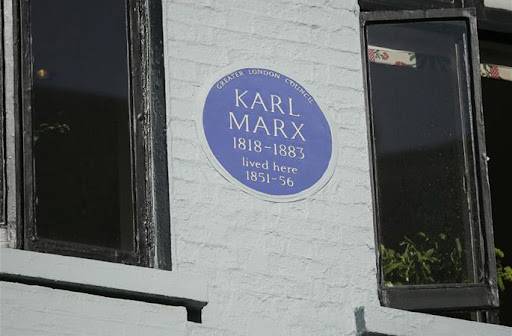 GREATER LONDON COUNCIL
KARL
MARX
1818-1883
lived here
1851-56